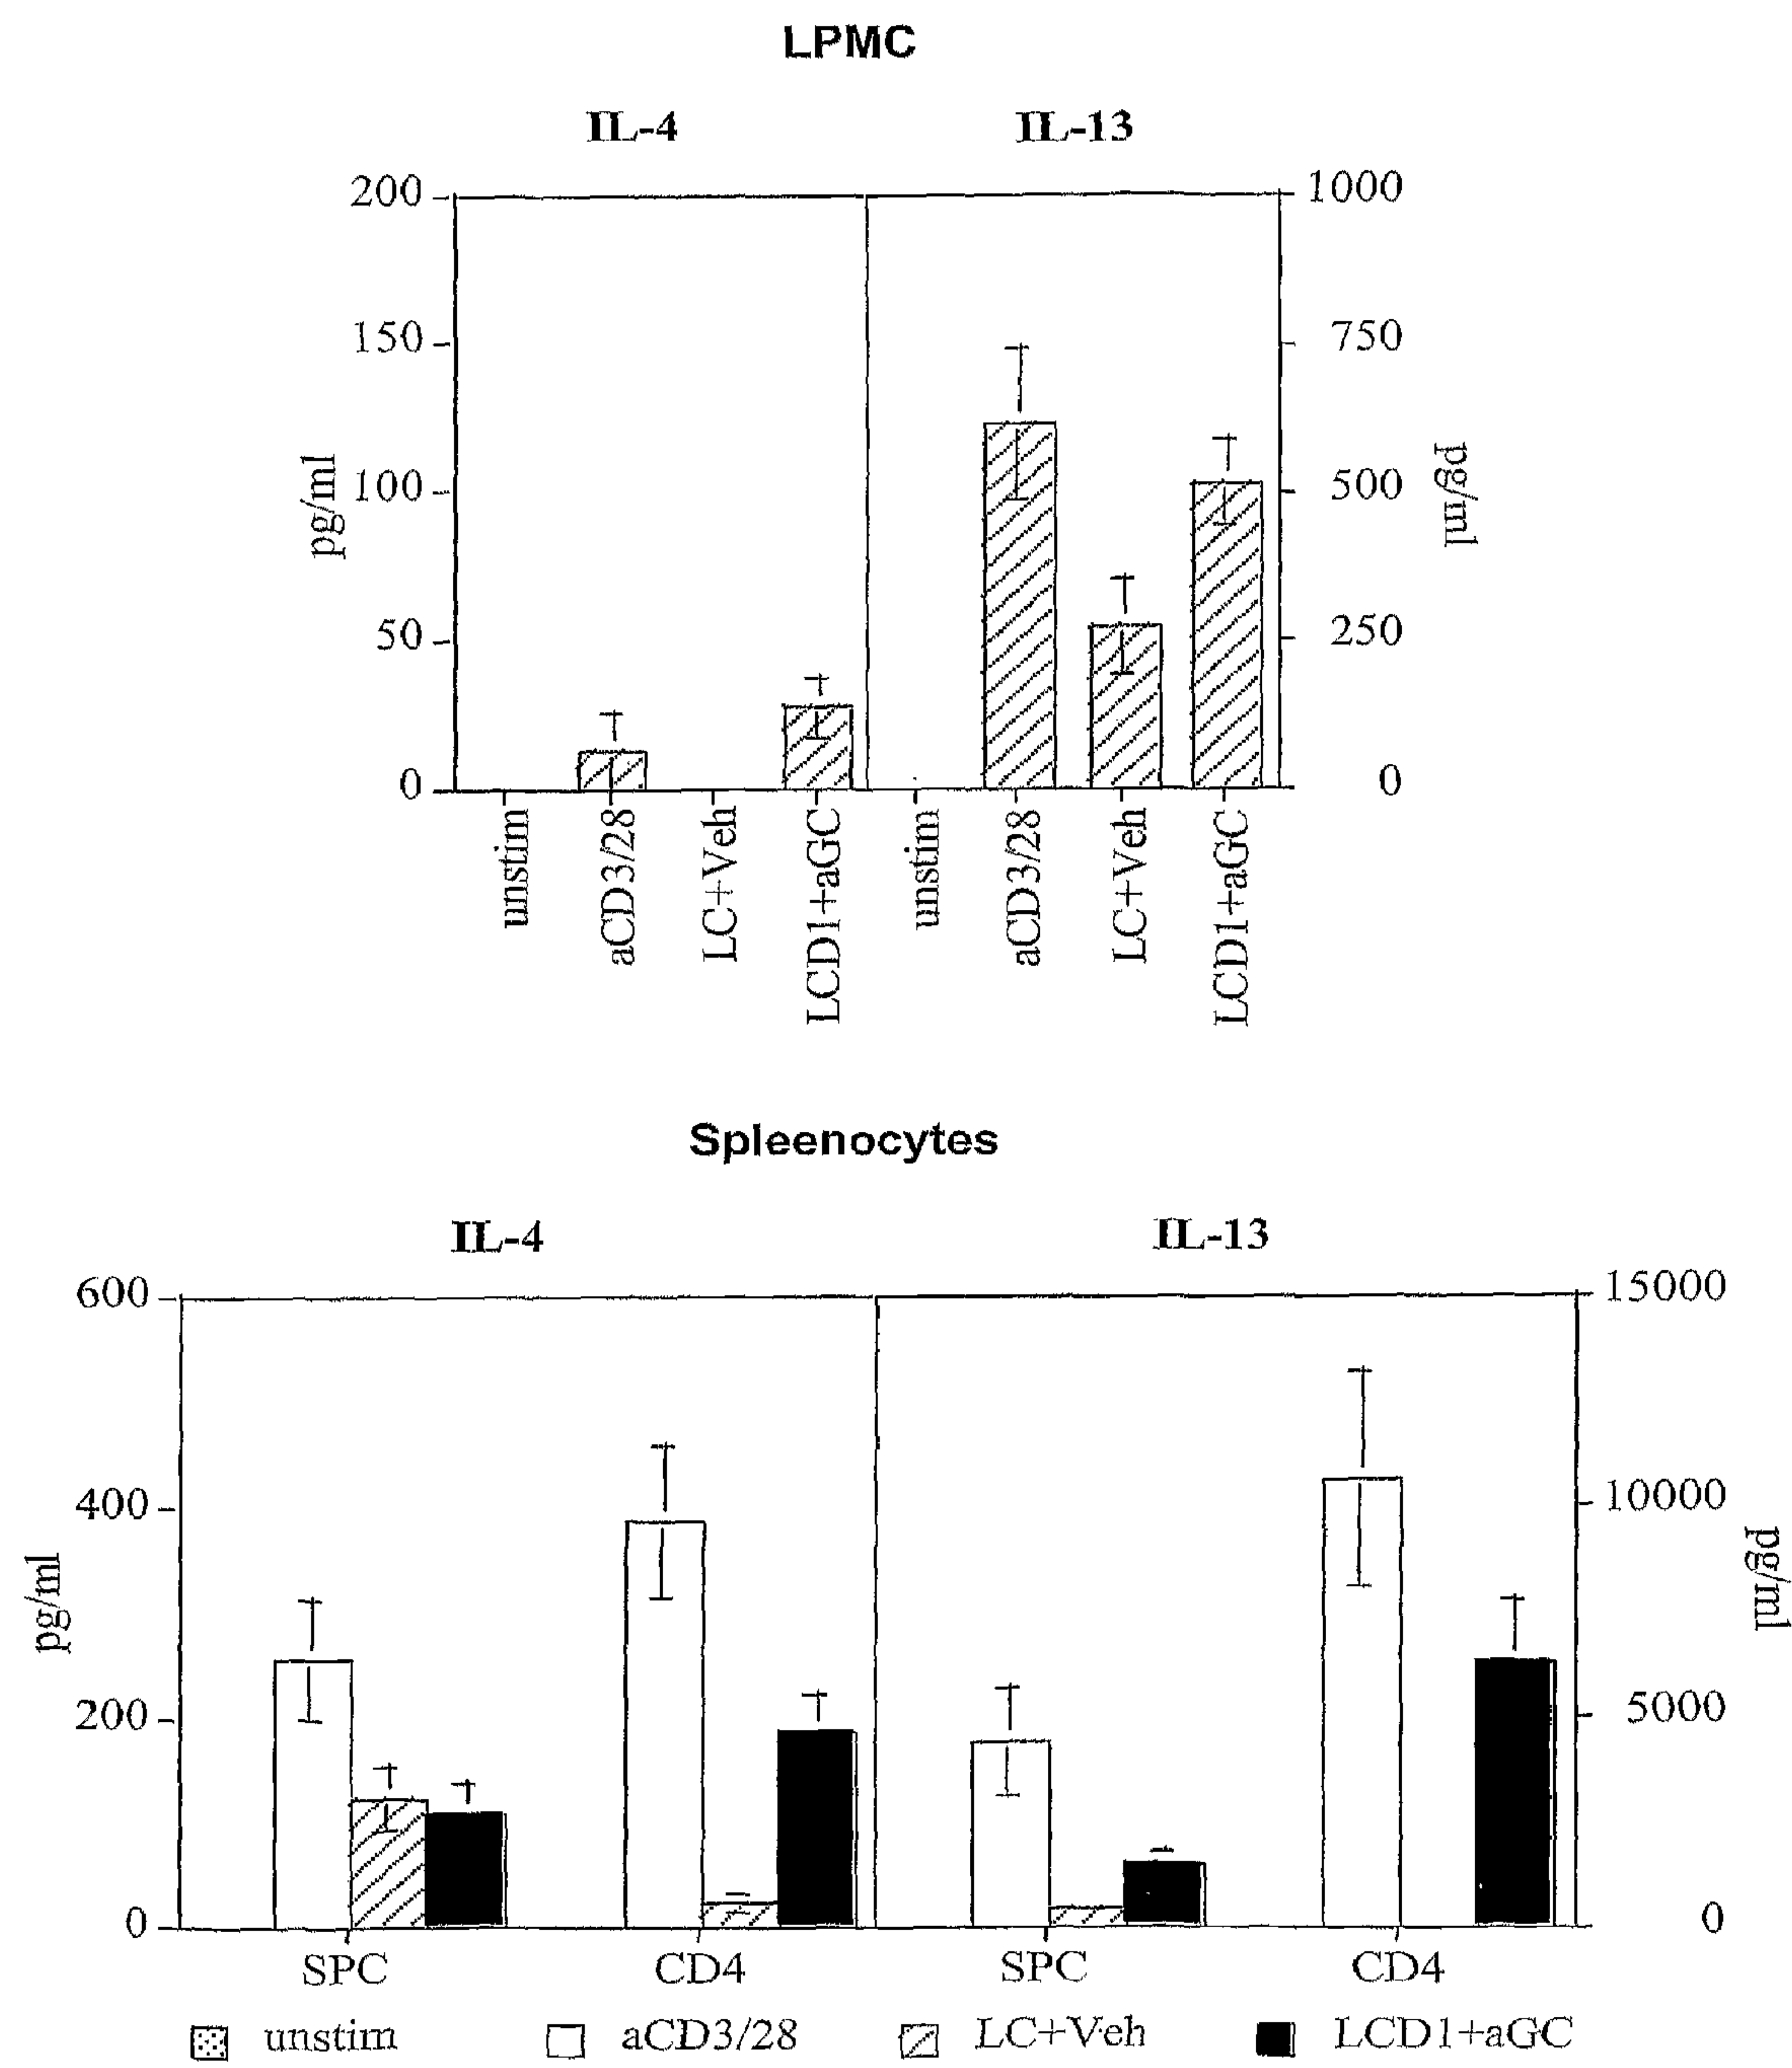 LPMC
IL-4 IL-13
200 1000
150 750
pg/ml 100 500 pg/ml
50 250
0 0
unstim aCD3/28 LC+Veh LCD1+aGC unstim aCD3/28 LC+Veh LCD1+aGC
Spleenocytes
IL-4 IL-13
600 15000
400 10000
pg/ml pg/ml
200 5000
0 0
SPC CD4 SPC CD4
unstim aCD3/28 LC+Veh LCD1+aGC